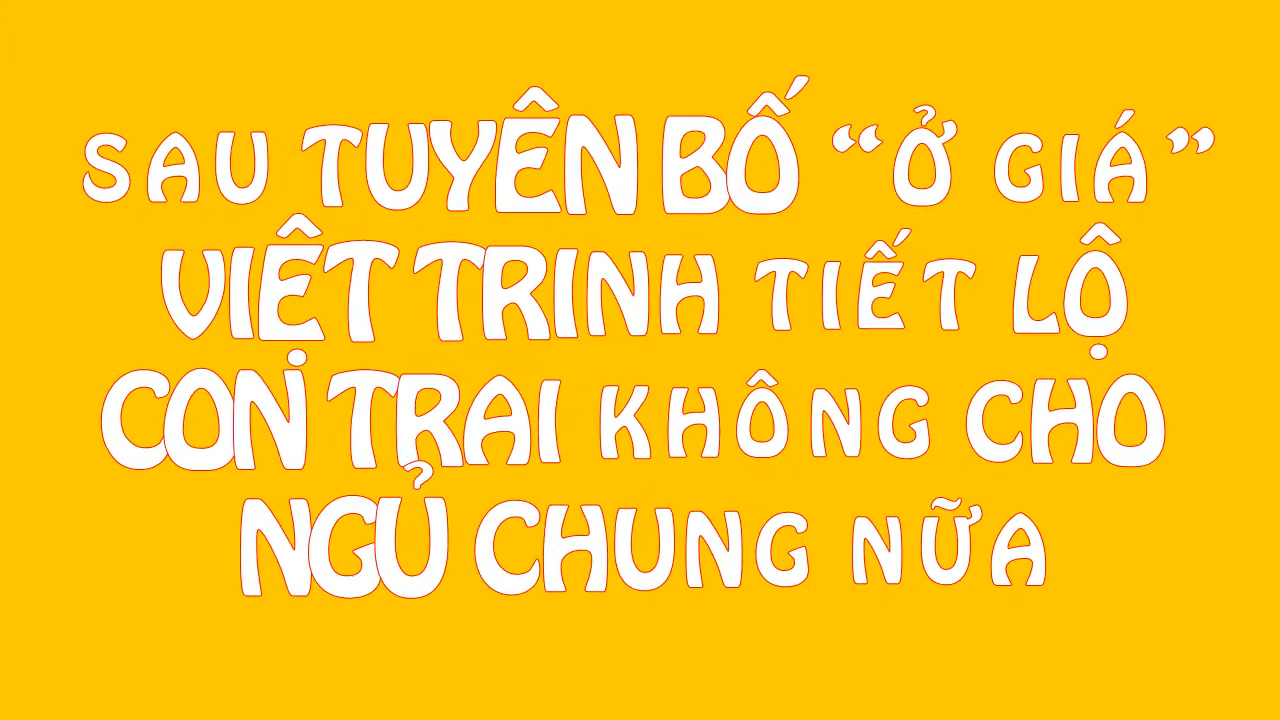 SAU TUYÊN BỐ “Ở GIÁ”
VIỆT TRINH TIẾT LỘ
CON TRAI KHÔNG CHO
NGỦ CHUNG NỮA